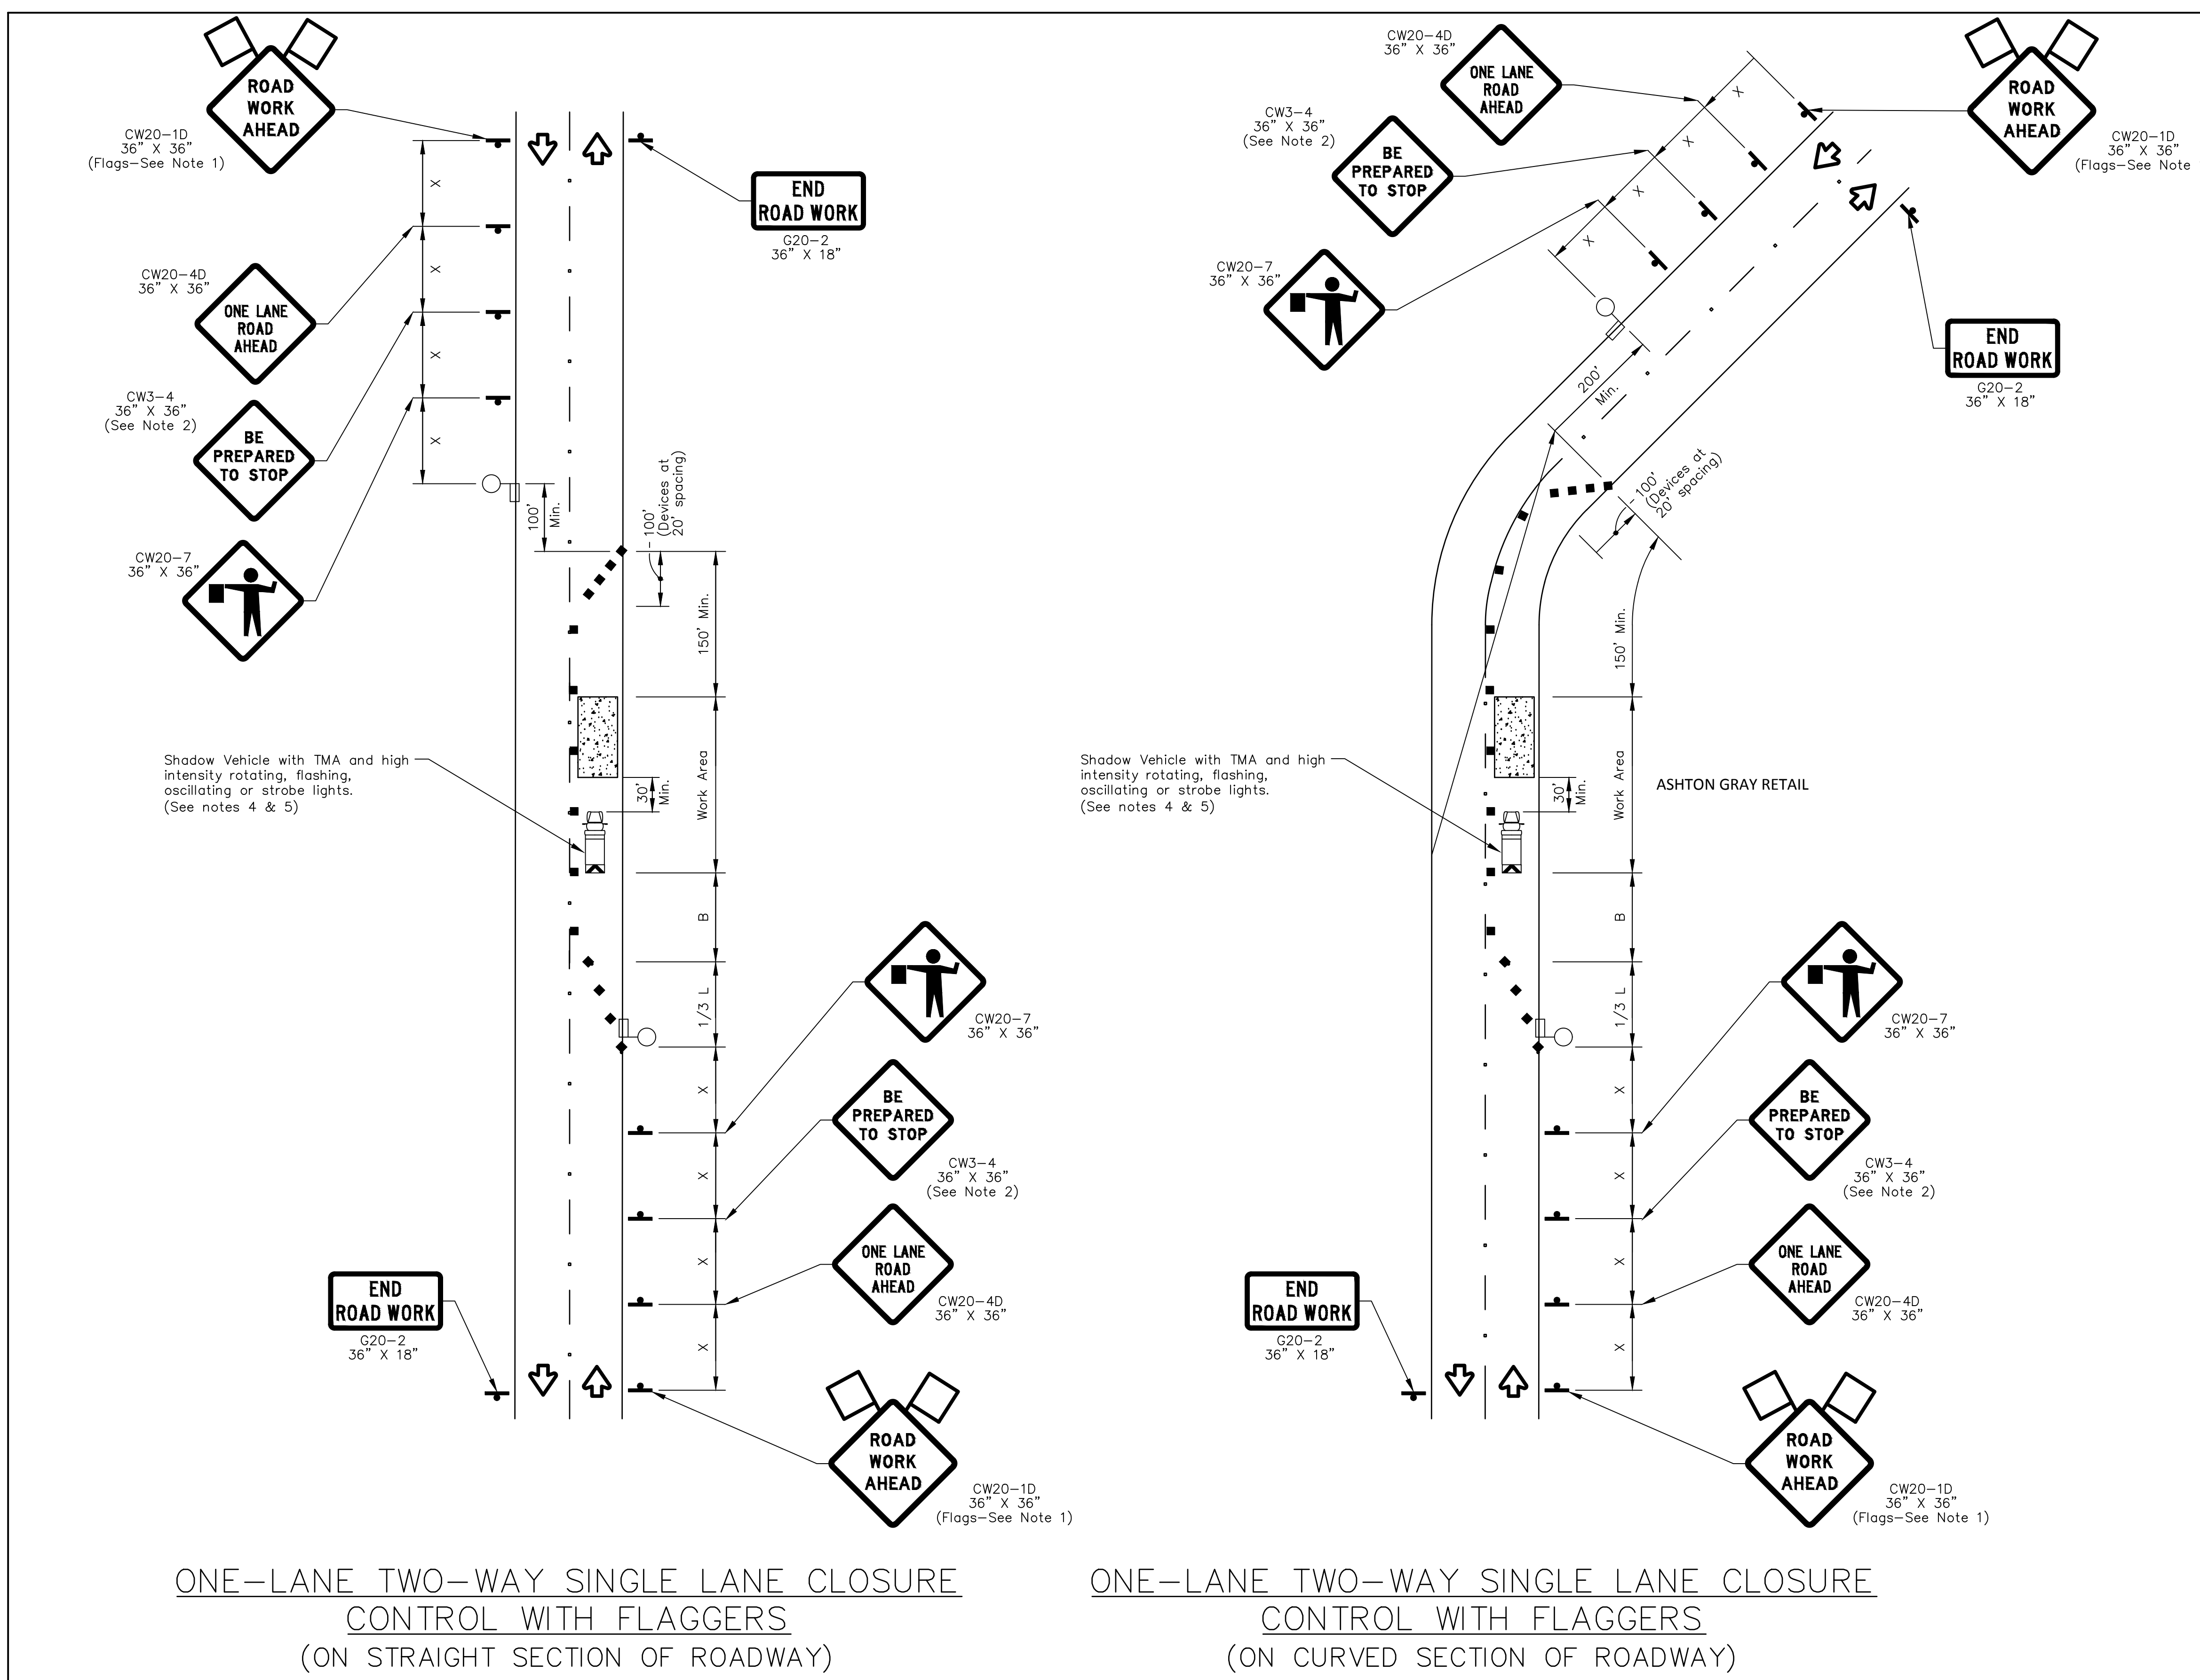 ROAD
WORK
AHEAD
CW20-1D
36" X 36"
(Flags-See Note 1)
X
END
ROAD WORK
G20-2
36" X 18"
CW20-4D
36" X 36"
ONE LANE
ROAD
AHEAD
X
CW3-4
36" X 36"
(See Note 2)
BE
PREPARED
TO STOP
X
X
CW20-7
36" X 36"
100'
Min.
100'
(Devices at
20' spacing)
150' Min.
Shadow Vehicle with TMA and high
intensity rotating, flashing,
oscillating or strobe lights.
(See notes 4 & 5)
30'
Min.
Work Area
B
1/3 L
CW20-7
36" X 36"
X
BE
PREPARED
TO STOP
CW3-4
36" X 36"
(See Note 2)
X
ONE LANE
ROAD
AHEAD
CW20-4D
36" X 36"
X
END
ROAD WORK
G20-2
36" X 18"
X
ROAD
WORK
AHEAD
CW20-1D
36" X 36"
(Flags-See Note 1)
ONE-LANE TWO-WAY SINGLE LANE CLOSURE
CONTROL WITH FLAGGERS
(ON STRAIGHT SECTION OF ROADWAY)
CW20-4D
36" X 36"
ONE LANE
ROAD
AHEAD
X
ROAD
WORK
AHEAD
CW20-1D
36" X 36"
(Flags-See Note
CW3-4
36" X 36"
(See Note 2)
BE
PREPARED
TO STOP
X
X
X
CW20-7
36" X 36"
END
ROAD WORK
G20-2
36" X 18"
200'
Min.
100'
(Devices at
20' spacing)
150' Min.
Shadow Vehicle with TMA and high
intensity rotating, flashing,
oscillating or strobe lights.
(See notes 4 & 5)
30'
Min.
Work Area
ASHTON GRAY RETAIL
B
1/3 L
CW20-7
36" X 36"
X
BE
PREPARED
TO STOP
CW3-4
36" X 36"
(See Note 2)
X
ONE LANE
ROAD
AHEAD
CW20-4D
36" X 36"
X
END
ROAD WORK
G20-2
36" X 18"
X
ROAD
WORK
AHEAD
CW20-1D
36" X 36"
(Flags-See Note 1)
ONE-LANE TWO-WAY SINGLE LANE CLOSURE
CONTROL WITH FLAGGERS
(ON CURVED SECTION OF ROADWAY)